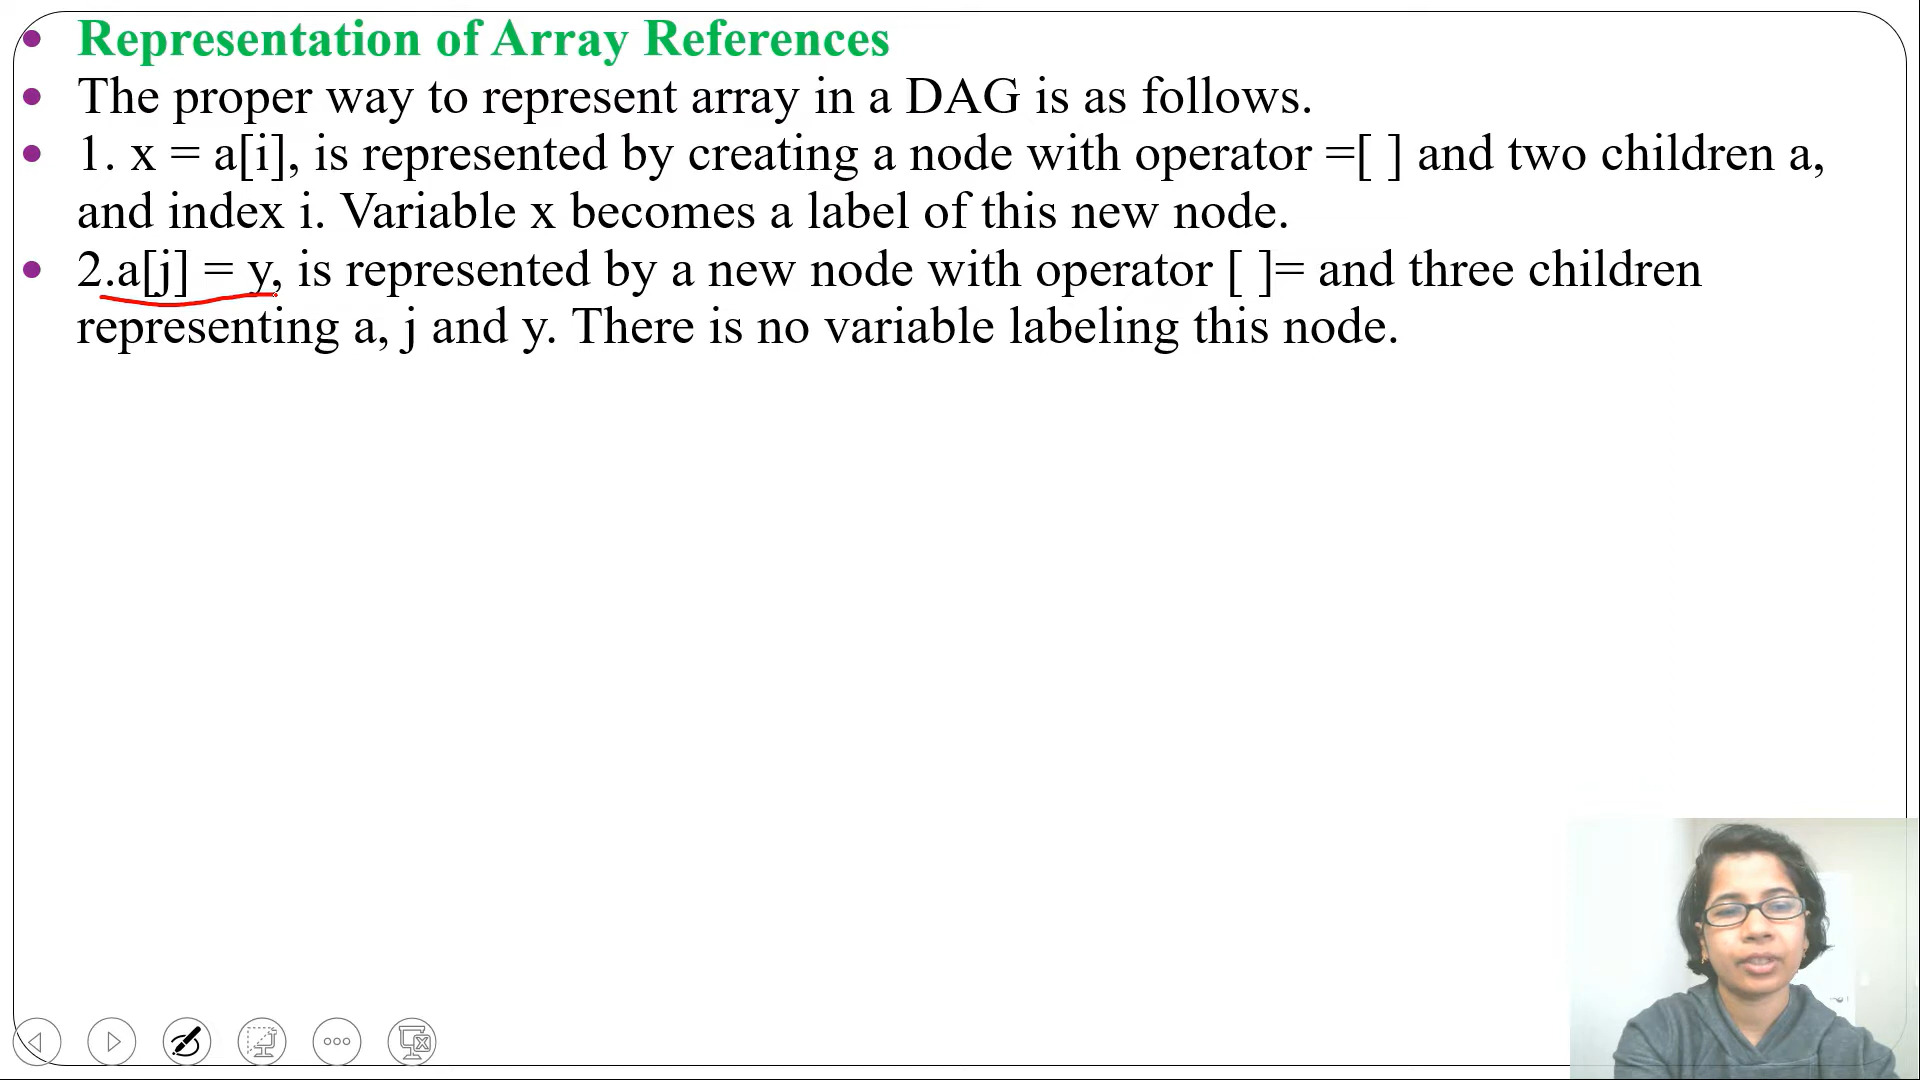 Representation of Array References
The proper way to represent array in a DAG is as follows.
1. x = a[i], is represented by creating a node with operator =[ ] and two children a,
and index i. Variable x becomes a label of this new node.
2.a[j] = y, is represented by a new node with operator [ ]= and three children
representing a, j and y. There is no variable labeling this node.